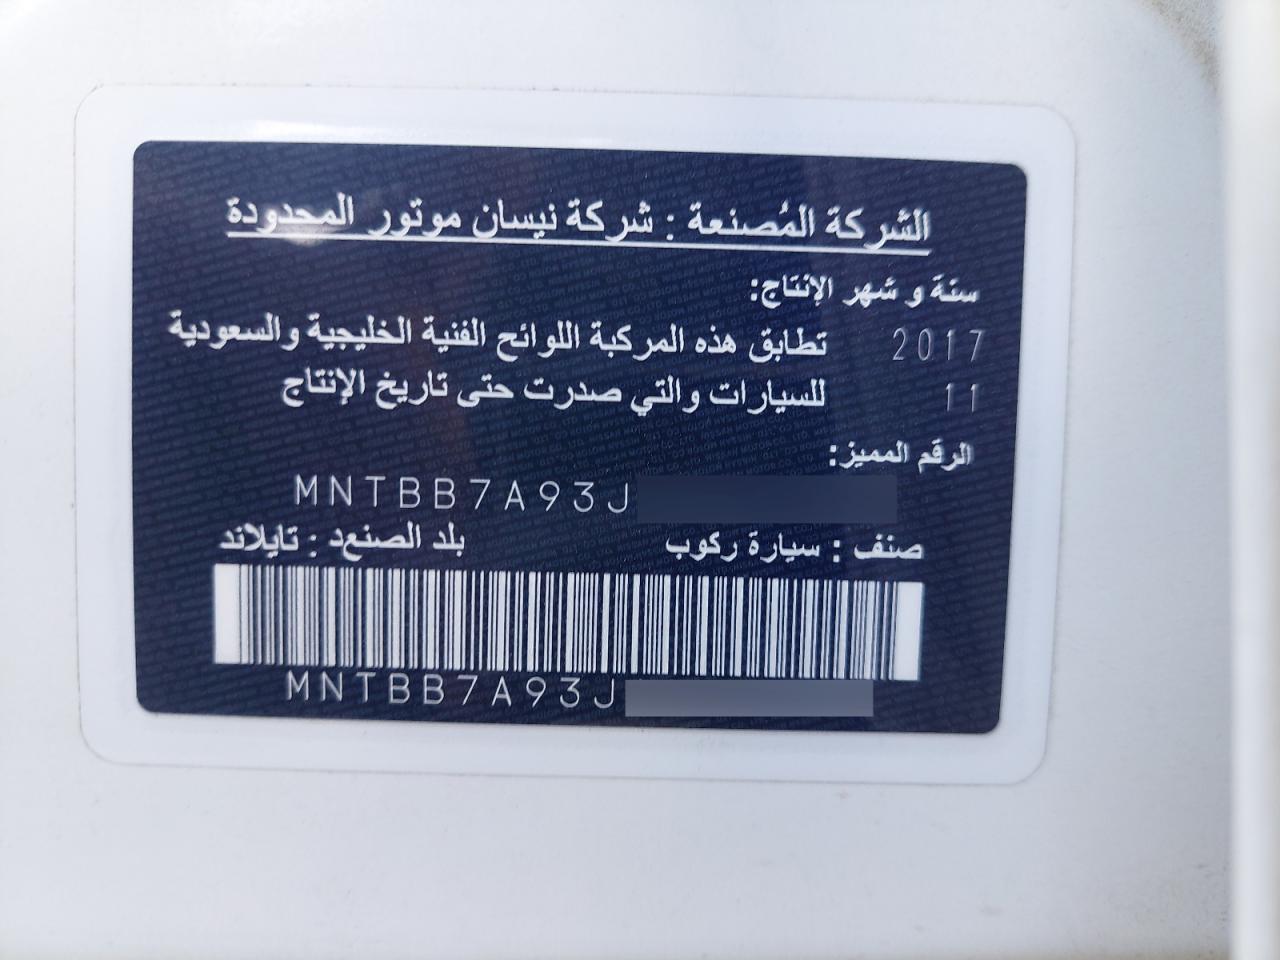 الشركة المُصنعة : شركة نيسان موتور المحدودة
سنة و شهر الإنتاج:
2017 تطابق هذه المركبة اللوائح الفنية الخليجية والسعودية
11 للسيارات والتي صدرت حتى تاريخ الإنتاج
الرقم المميز:
MNTBB7A93J
صنف : سيارة ركوب بلد الصنعد : تايلاند
MNTBB7A93J